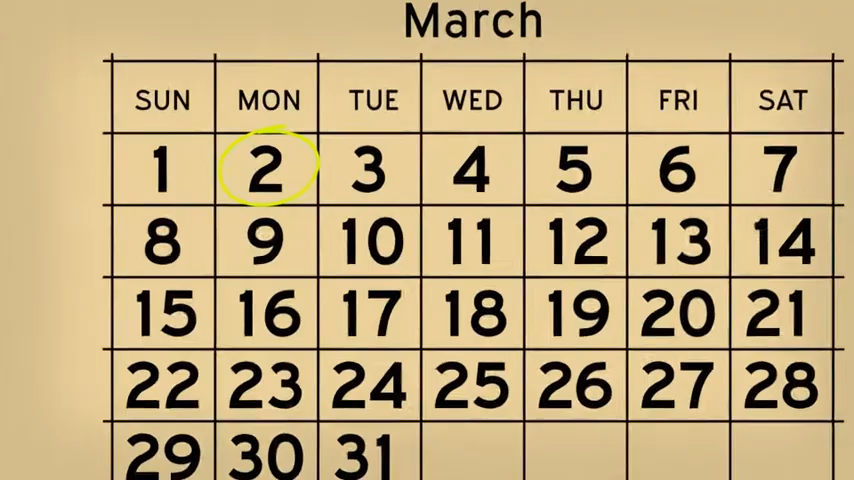 March
SUN MON TUE WED THU FRI SAT
1 2 3 4 5 6 7
8 9 10 11 12 13 14
15 16 17 18 19 20 21
22 23 24 25 26 27 28
29 30 31